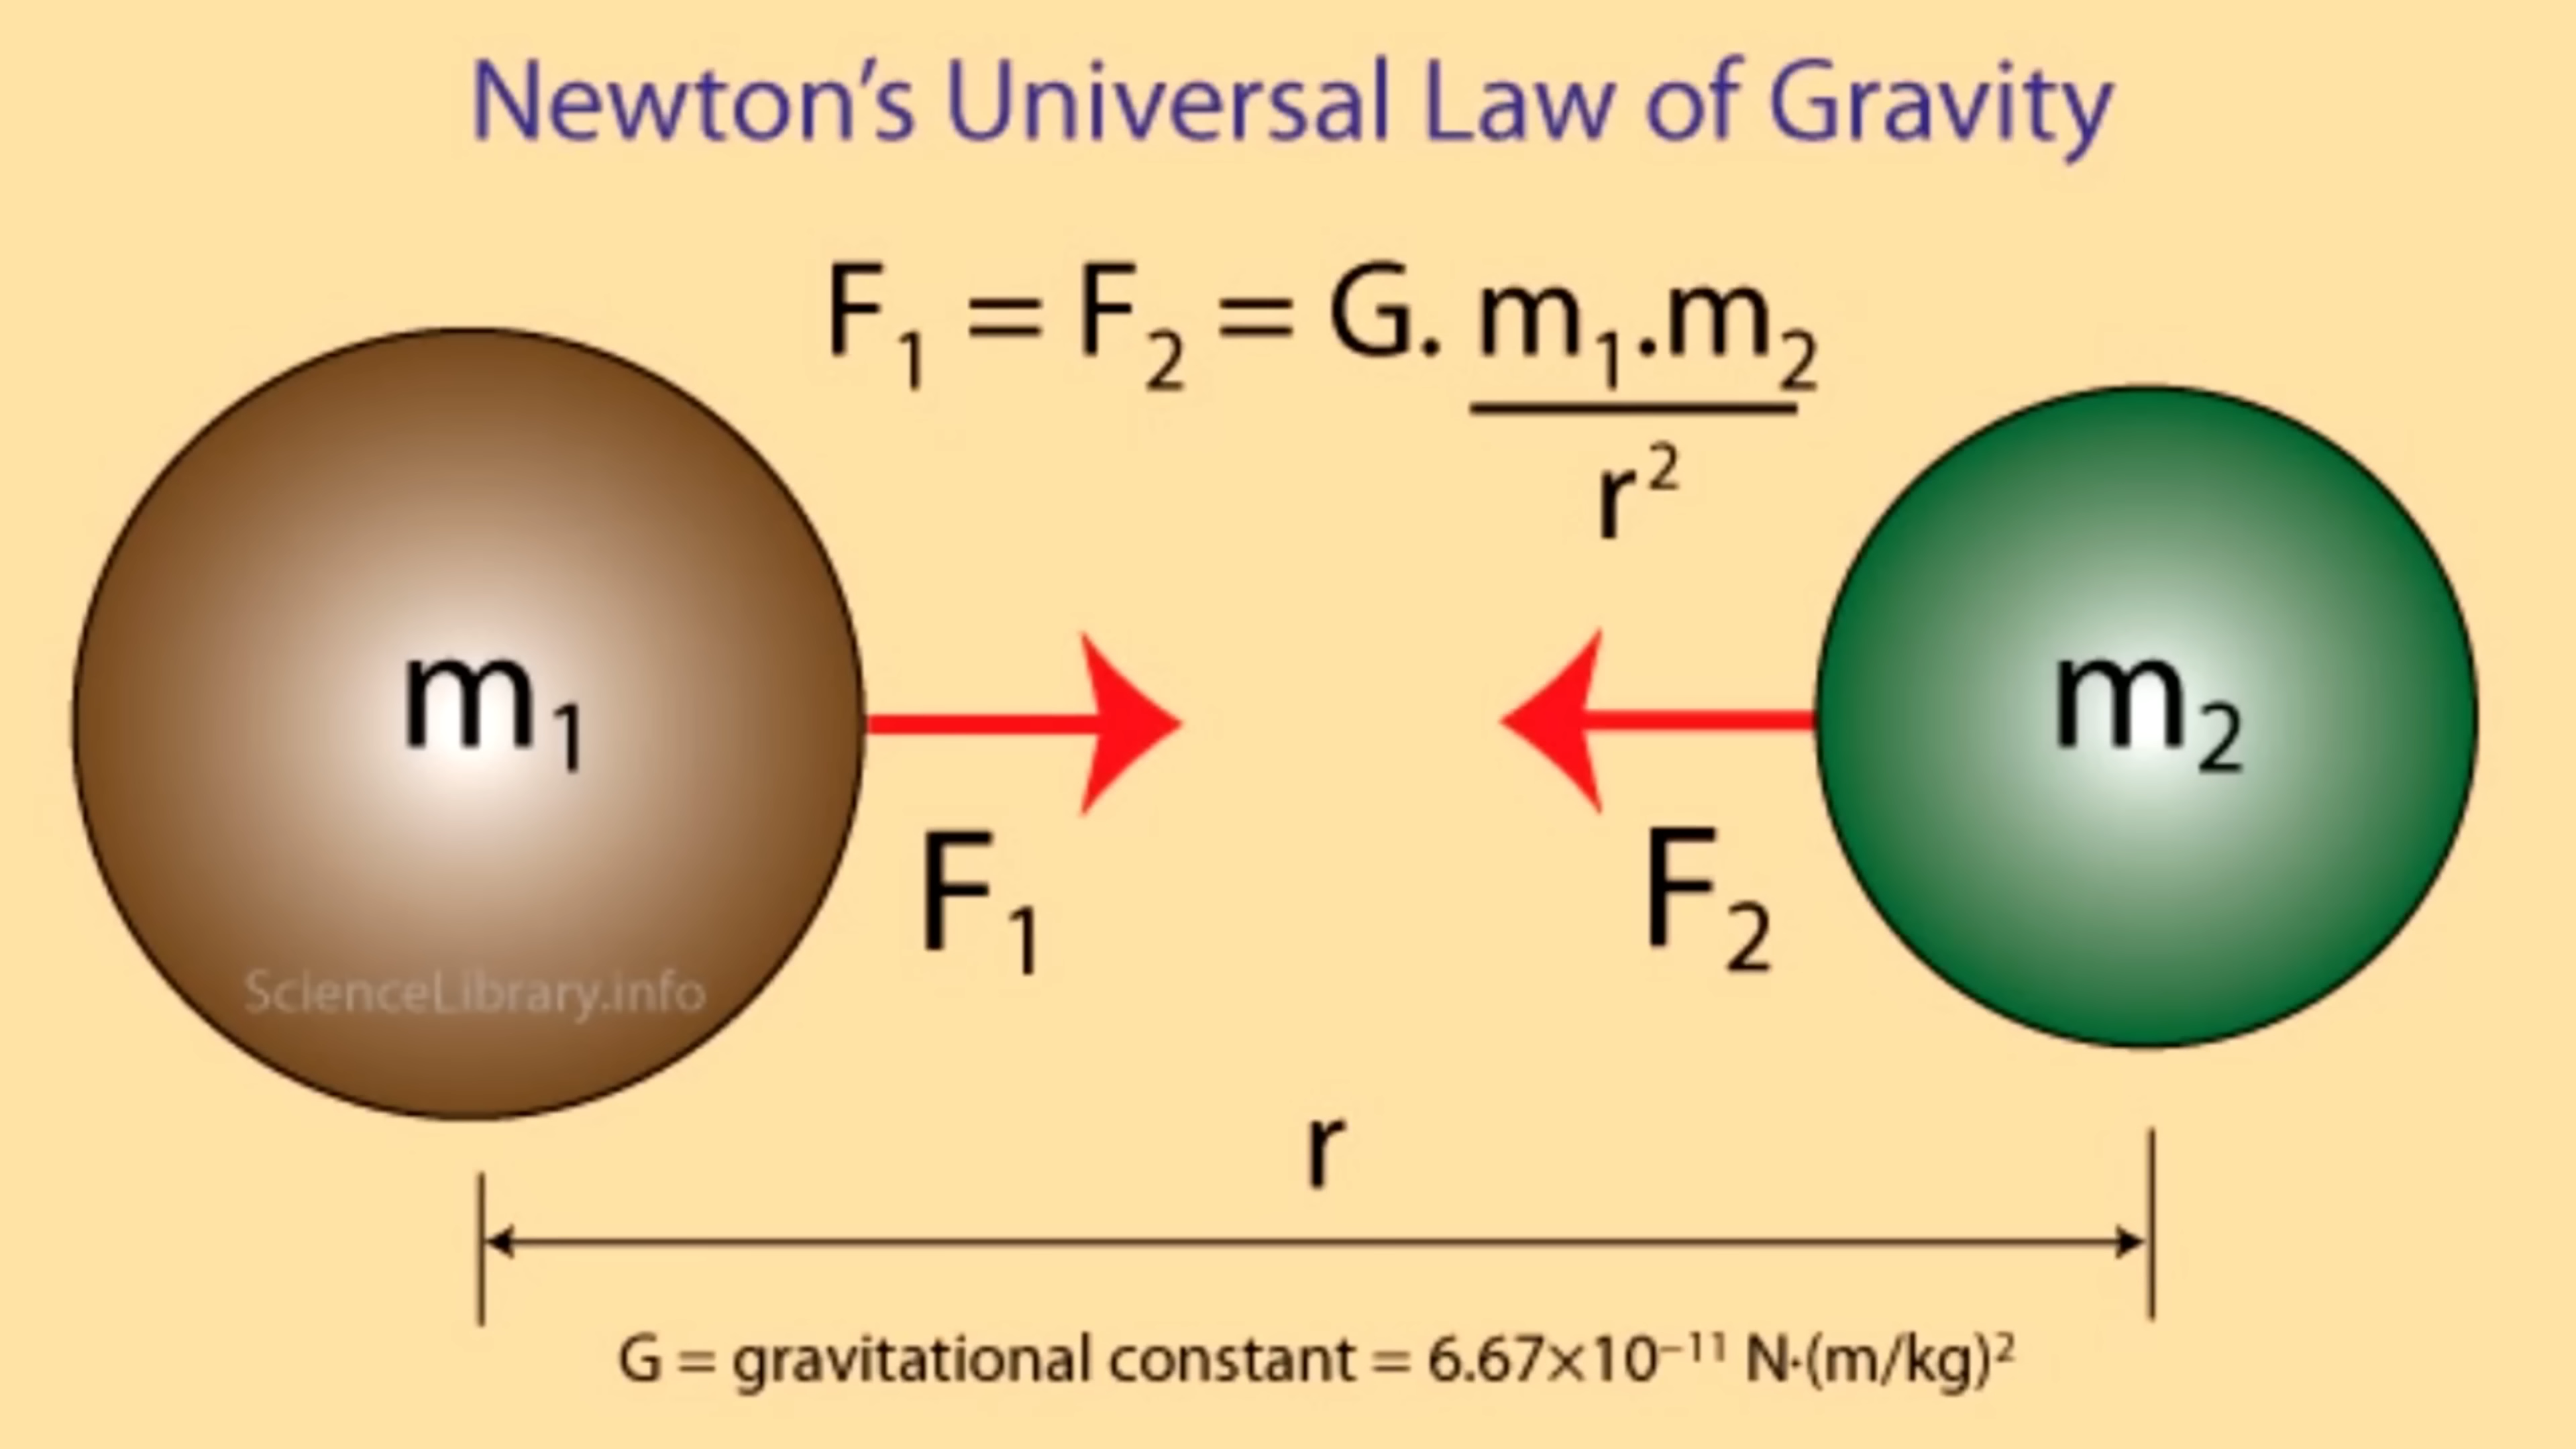 Newton’s Universal Law of Gravity
F₁ = F₂ = G. m₁.m₂
r²
m₁
m₂
F₁
F₂
ScienceLibrary.info
r
G = gravitational constant = 6.67×10⁻¹¹ N·(m/kg)²